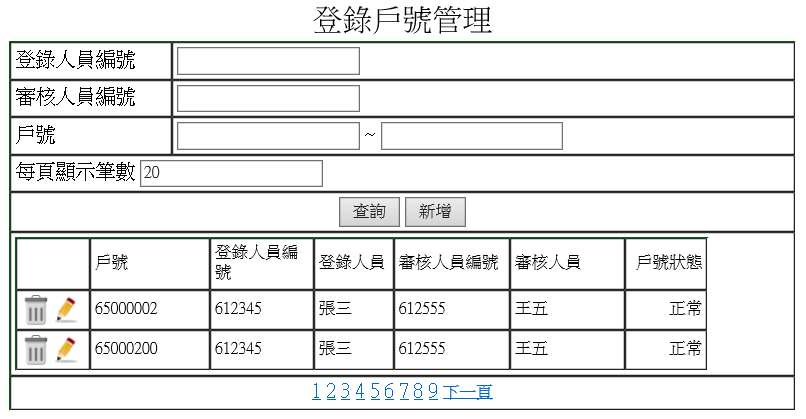 登錄戶號管理
登錄人員編號
審核人員編號
戶號 ~
每頁顯示筆數 20
查詢 新增
戶號 登錄人員編號 登錄人員 審核人員編號 審核人員 戶號狀態
65000002 612345 張三 612555 王五 正常
65000200 612345 張三 612555 王五 正常
1 2 3 4 5 6 7 8 9 下一頁